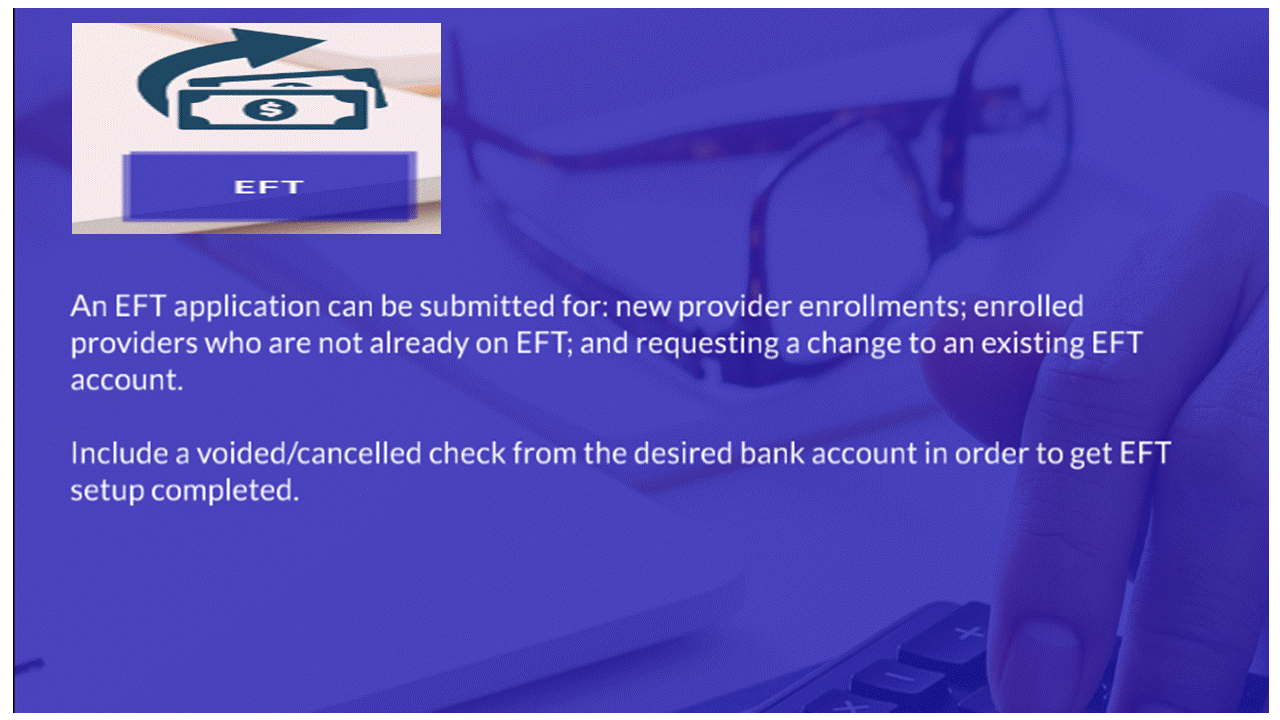 $
EFT
An EFT application can be submitted for: new provider enrollments; enrolled
providers who are not already on EFT; and requesting a change to an existing EFT
account.
Include a voided/cancelled check from the desired bank account in order to get EFT
setup completed.
+
−
×